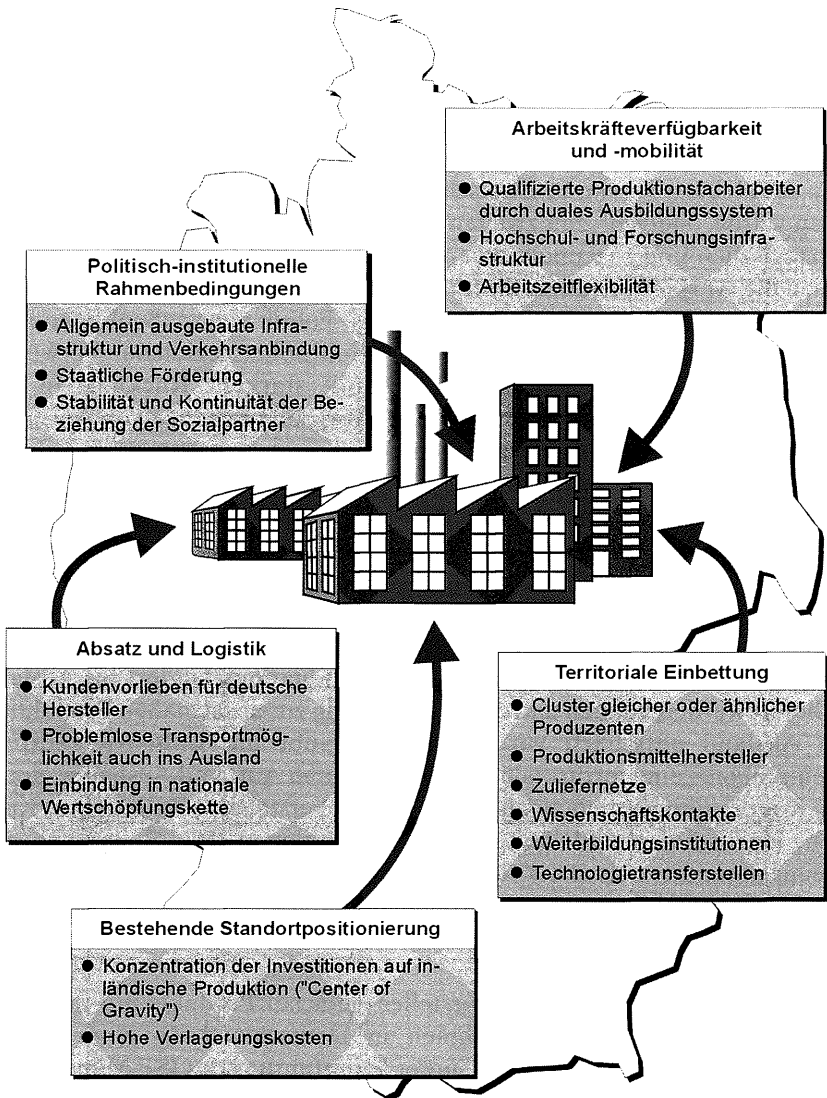 Arbeitskräfteverfügbarkeit
und -mobilität
● Qualifizierte Produktionsfacharbeiter
durch duales Ausbildungssystem
● Hochschul- und Forschungsinfra-
struktur
● Arbeitszeitflexibilität
Politisch-institutionelle
Rahmenbedingungen
● Allgemein ausgebaute Infra-
struktur und Verkehrsanbindung
● Staatliche Förderung
● Stabilität und Kontinuität der Be-
ziehung der Sozialpartner
Absatz und Logistik
● Kundenvorlieben für deutsche
Hersteller
● Problemlose Transportmög-
lichkeit auch ins Ausland
● Einbindung in nationale
Wertschöpfungskette
Territoriale Einbettung
● Cluster gleicher oder ähnlicher
Produzenten
● Produktionsmittelhersteller
● Zuliefernetze
● Wissenschaftskontakte
● Weiterbildungsinstitutionen
● Technologietransferstellen
Bestehende Standortpositionierung
● Konzentration der Investitionen auf in-
ländische Produktion ("Center of
Gravity")
● Hohe Verlagerungskosten